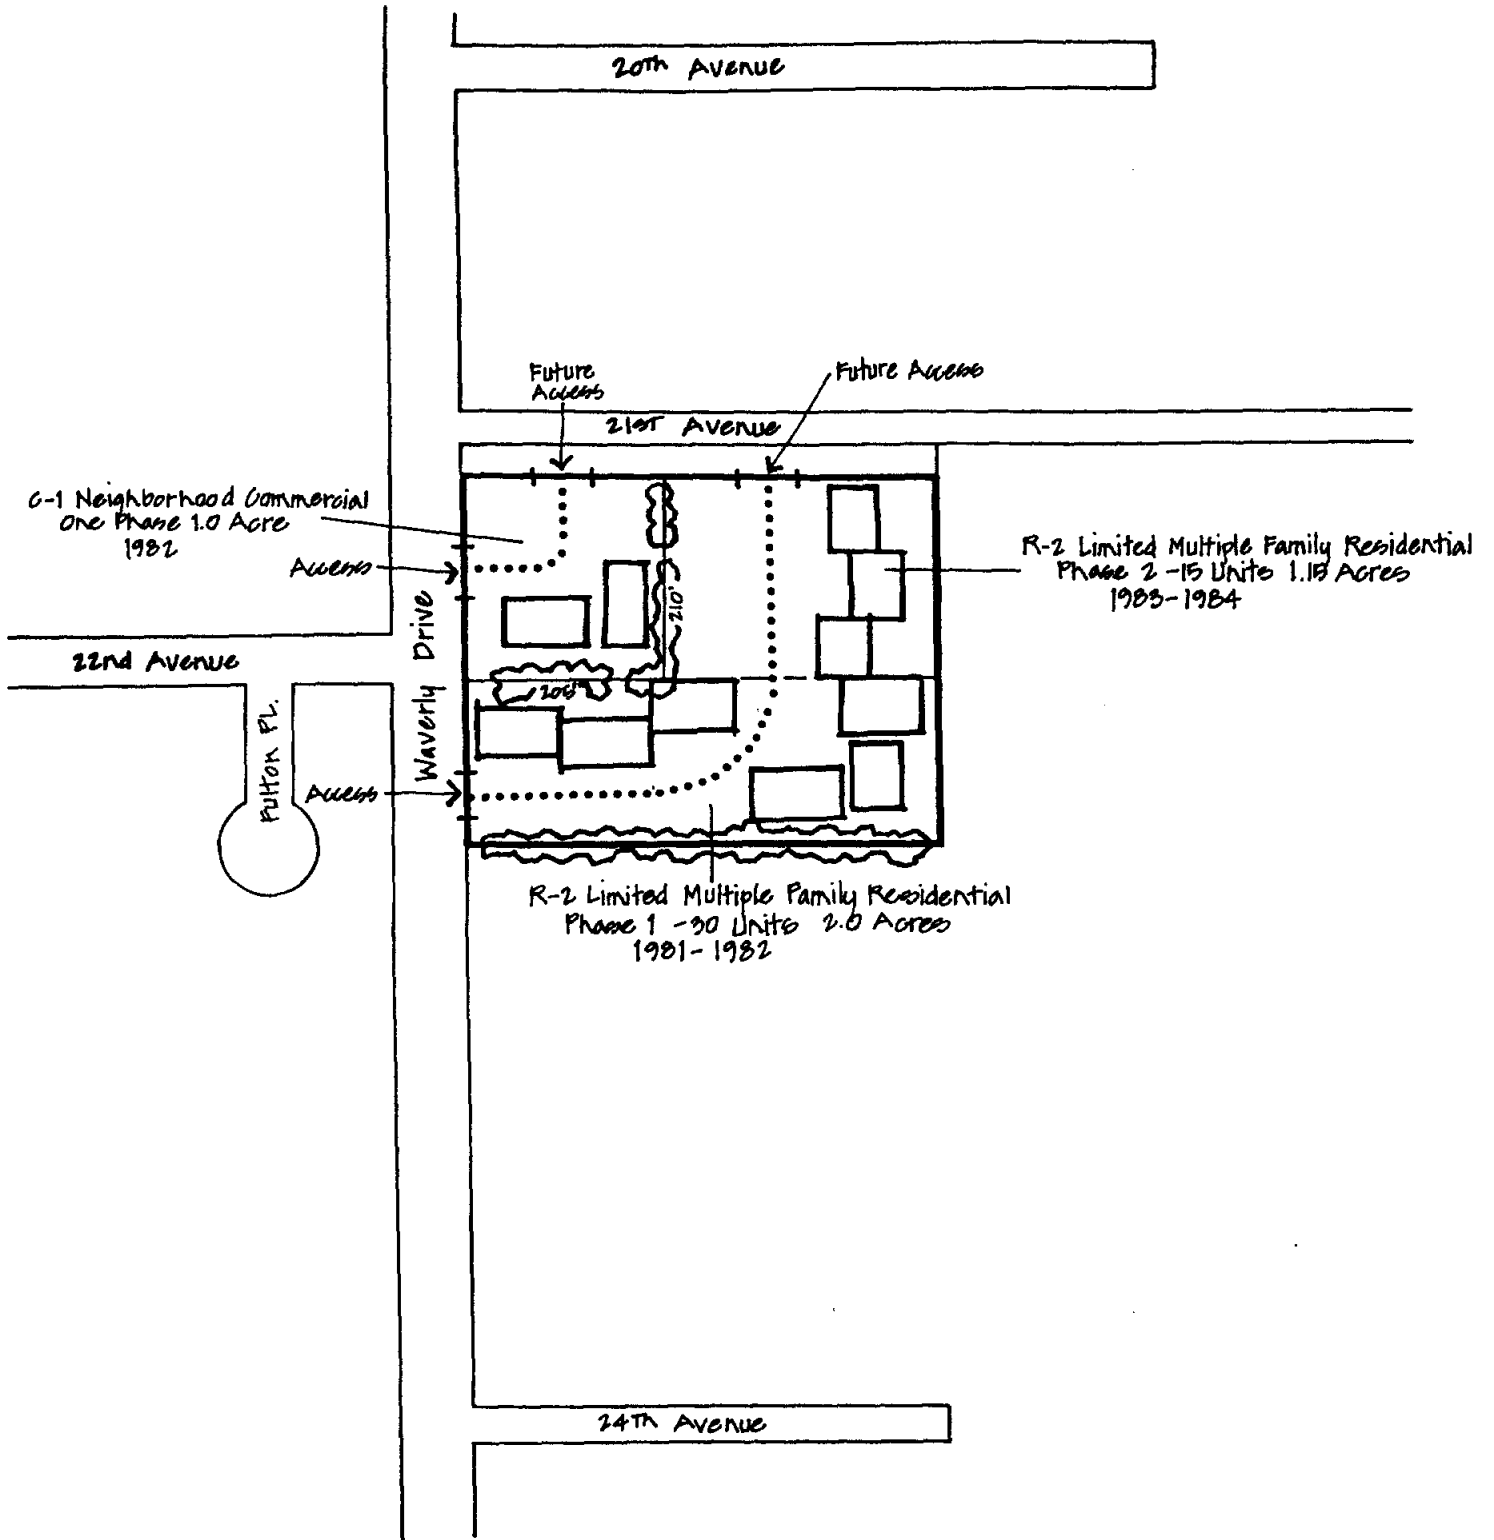 20th Avenue
Future
Access
Future Access
21st Avenue
C-1 Neighborhood Commercial
One Phase 1.0 Acre
1982
Access
R-2 Limited Multiple Family Residential
Phase 2 -15 Units 1.15 Acres
1983-1984
210'
Waverly Drive
22nd Avenue
205'
Fulton Pl.
Access
R-2 Limited Multiple Family Residential
Phase 1 -30 Units 2.0 Acres
1981-1982
24th Avenue